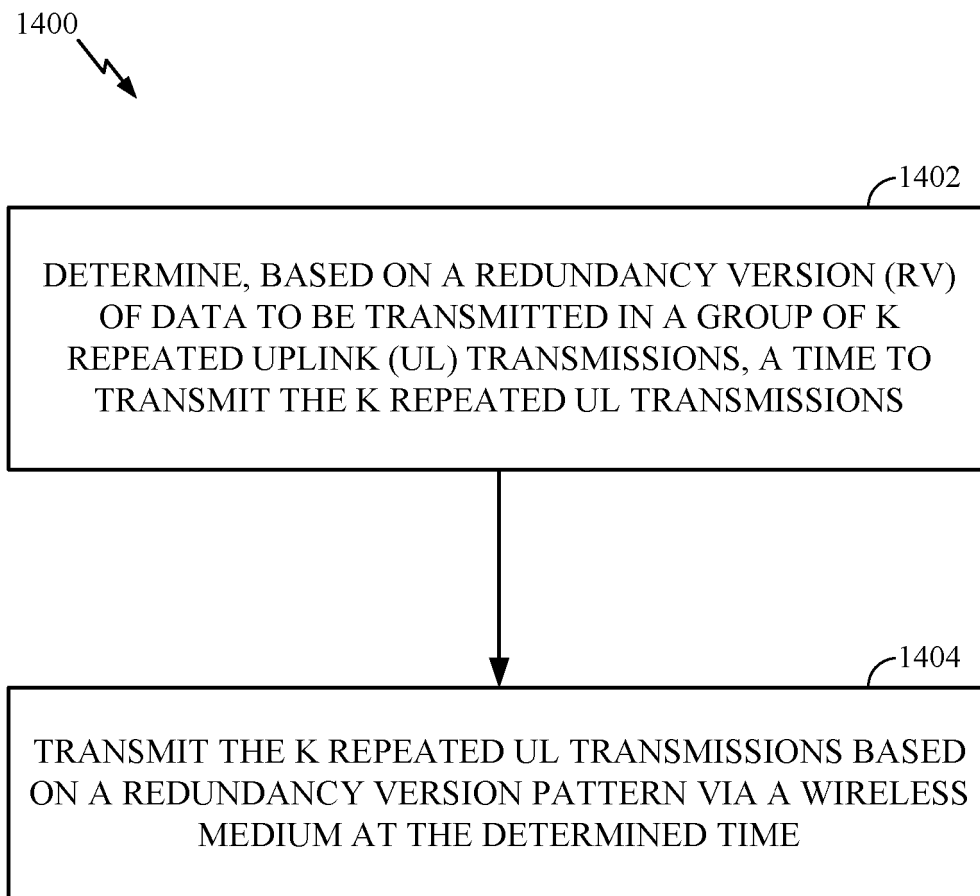 1400
1402
DETERMINE, BASED ON A REDUNDANCY VERSION (RV)
OF DATA TO BE TRANSMITTED IN A GROUP OF K
REPEATED UPLINK (UL) TRANSMISSIONS, A TIME TO
TRANSMIT THE K REPEATED UL TRANSMISSIONS
1404
TRANSMIT THE K REPEATED UL TRANSMISSIONS BASED
ON A REDUNDANCY VERSION PATTERN VIA A WIRELESS
MEDIUM AT THE DETERMINED TIME